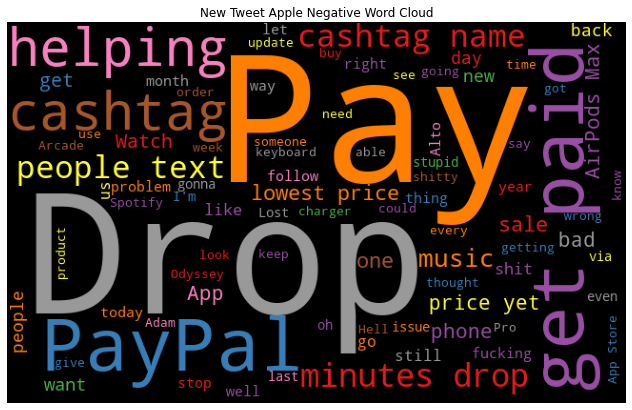 New Tweet Apple Negative Word Cloud
helping
cashtag name
let
back
update
buy
right
see
going
day
time
get
month
way
new
got
Pay
get paid
AirPods Max
cashtag
order
need
say
Arcade
use
Watch
week
someone
keyboard
able
Alto
stupid
know
people text
us
problem
gonna
follow
shitty
I'm
lowest price
thing
year
wrong
Spotify
like
Lost
charger
could
every
sale
getting
bad
via
Drop
product
look
keep
one
music
thought
shit
even
Odyssey
App
price yet
people
today
Adam
oh
Hell
issue
go
phone
Pro
App Store
PayPal
still
fucking
give
want
stop
well
last
minutes drop